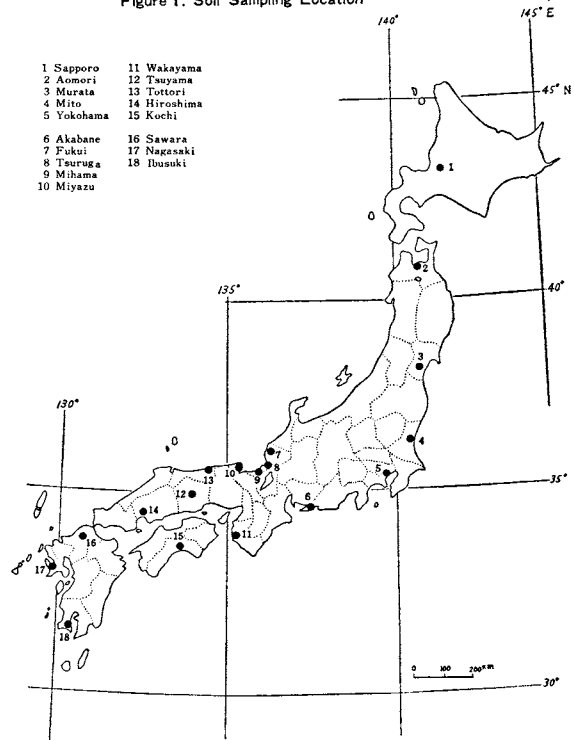 Figure 1. Soil Sampling Location
140°
145° E
1 Sapporo 11 Wakayama
2 Aomori 12 Tsuyama
3 Murata 13 Tottori
4 Mito 14 Hiroshima
5 Yokohama 15 Kochi
6 Akabane 16 Sawara
7 Fukui 17 Nagasaki
8 Tsuruga 18 Ibusuki
9 Mihama
10 Miyazu
45° N
1
2
135°
40°
3
130°
4
7
8
9
10
13
5
35°
12
6
14
11
15
16
17
18
0 100 200km
30°